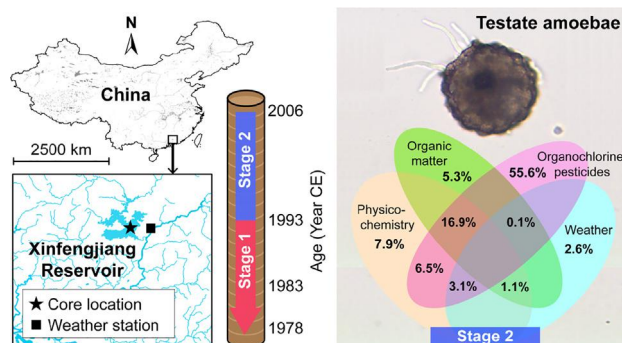 N
China
2500 km
Xinfengjiang
Reservoir
Core location
Weather station
2006
1993
1983
1978
Stage 2
Stage 1
Age (Year CE)
Testate amoebae
Organic
matter
5.3%
Organochlorine
pesticides
55.6%
Physico-
chemistry
7.9%
16.9%
0.1%
Weather
2.6%
6.5%
3.1%
1.1%
Stage 2